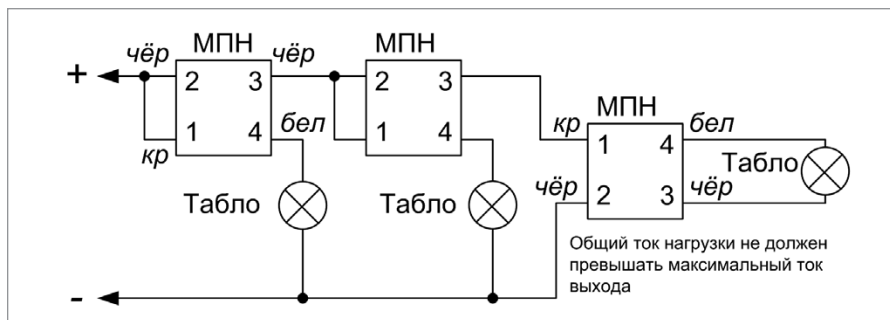 чёр МПН чёр МПН
+ 2 3 2 3
МПН
1 4 бел 1 4 кр 1 4 бел
кр
Табло Табло чёр 2 3 чёр Табло
Общий ток нагрузки не должен
превышать максимальный ток
выхода
-